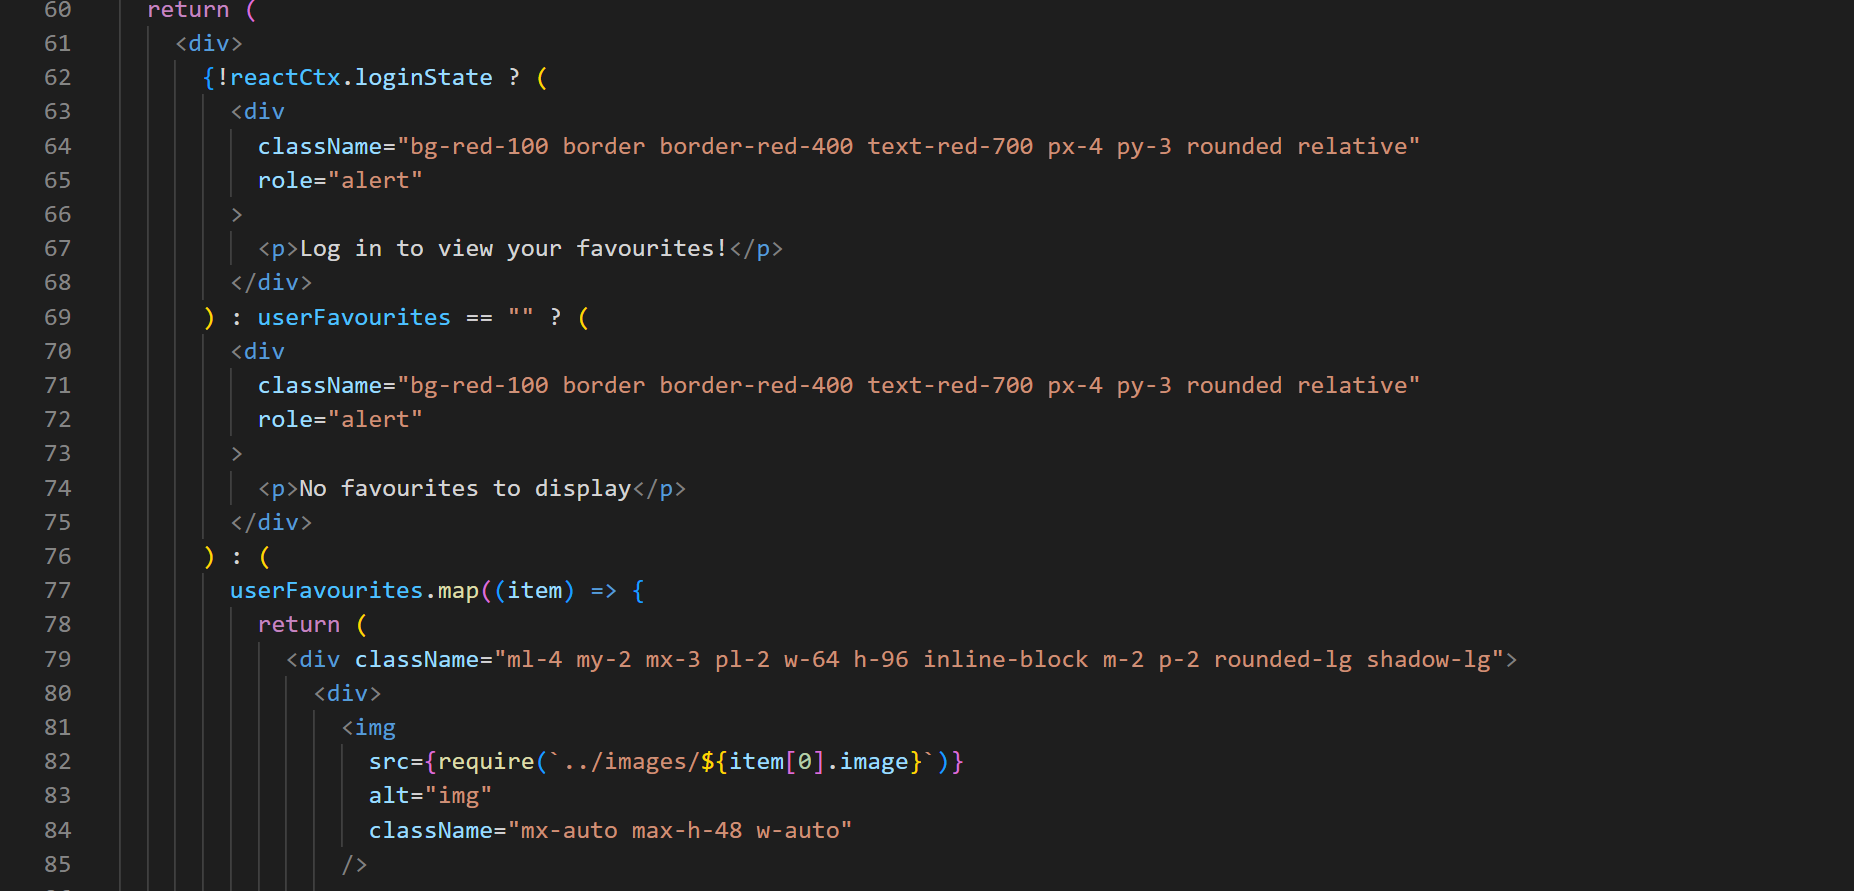 60 return (
61 <div>
62 {!reactCtx.loginState ? (
63 <div
64 className="bg-red-100 border border-red-400 text-red-700 px-4 py-3 rounded relative"
65 role="alert"
66 >
67 <p>Log in to view your favourites!</p>
68 </div>
69 ) : userFavourites == "" ? (
70 <div
71 className="bg-red-100 border border-red-400 text-red-700 px-4 py-3 rounded relative"
72 role="alert"
73 >
74 <p>No favourites to display</p>
75 </div>
76 ) : (
77 userFavourites.map((item) => {
78 return (
79 <div className="ml-4 my-2 mx-3 pl-2 w-64 h-96 inline-block m-2 p-2 rounded-lg shadow-lg">
80 <div>
81 <img
82 src={require(`../images/${item[0].image}`)}
83 alt="img"
84 className="mx-auto max-h-48 w-auto"
85 />